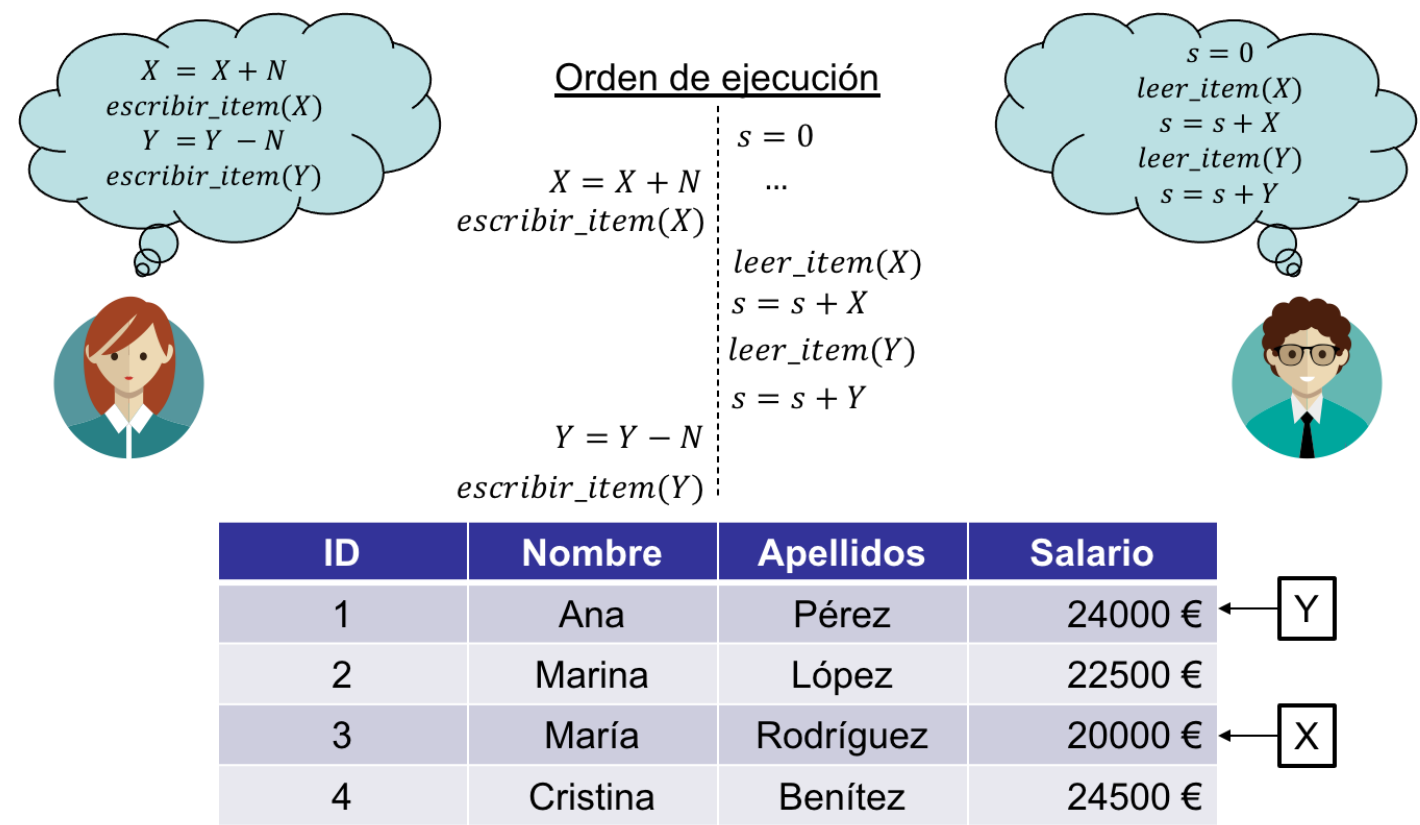 X = X + N
escribir_item(X)
Y = Y − N
escribir_item(Y)
Orden de ejecución
s = 0
leer_item(X)
s = s + X
leer_item(Y)
s = s + Y
s = 0
X = X + N ...
escribir_item(X)
leer_item(X)
s = s + X
leer_item(Y)
s = s + Y
Y = Y − N
escribir_item(Y)
ID Nombre Apellidos Salario
1 Ana Pérez 24000 € Y
2 Marina López 22500 €
3 María Rodríguez 20000 € X
4 Cristina Benítez 24500 €